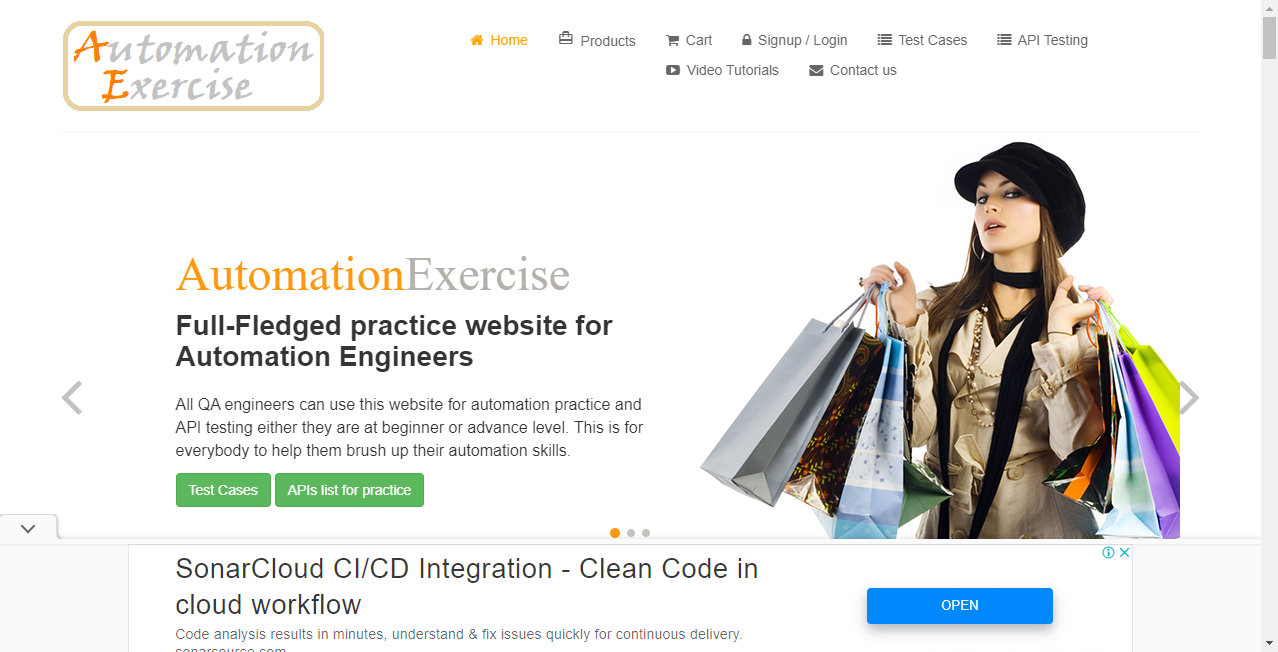 Automation
Exercise
Home
Products
Cart
Signup / Login
Test Cases
API Testing
Video Tutorials
Contact us
AutomationExercise
Full-Fledged practice website for
Automation Engineers
All QA engineers can use this website for automation practice and
API testing either they are at beginner or advance level. This is for
everybody to help them brush up their automation skills.
Test Cases
APIs list for practice
SonarCloud CI/CD Integration - Clean Code in
cloud workflow
Code analysis results in minutes, understand & fix issues quickly for continuous delivery.
sonarsource.com
OPEN